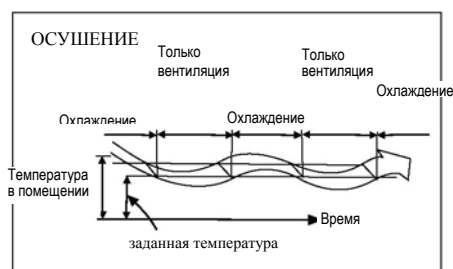 ОСУШЕНИЕ
Только
вентиляция
Только
вентиляция
Охлаждение
Охлаждение
Охлаждение
Температура
в помещении
Время
заданная температура